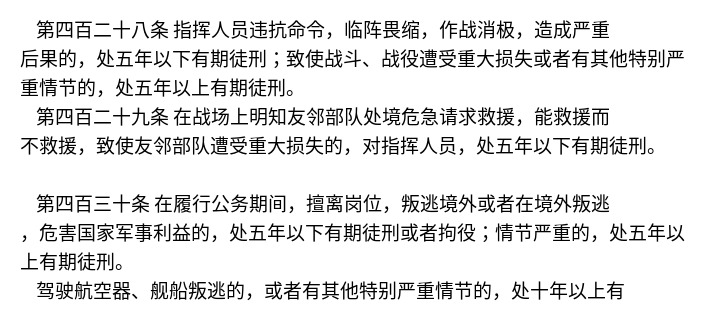 第四百二十八条 指挥人员违抗命令，临阵畏缩，作战消极，造成严重
后果的，处五年以下有期徒刑；致使战斗、战役遭受重大损失或者有其他特别严
重情节的，处五年以上有期徒刑。
第四百二十九条 在战场上明知友邻部队处境危急请求救援，能救援而
不救援，致使友邻部队遭受重大损失的，对指挥人员，处五年以下有期徒刑。
第四百三十条 在履行公务期间，擅离岗位，叛逃境外或者在境外叛逃
，危害国家军事利益的，处五年以下有期徒刑或者拘役；情节严重的，处五年以
上有期徒刑。
驾驶航空器、舰船叛逃的，或者有其他特别严重情节的，处十年以上有